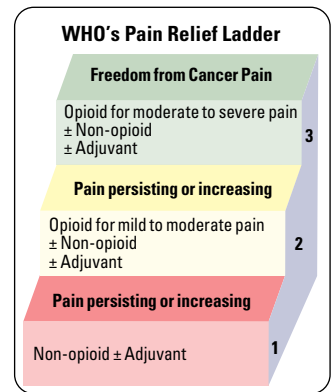 WHO's Pain Relief Ladder
Freedom from Cancer Pain
Opioid for moderate to severe pain
± Non-opioid
± Adjuvant
3
Pain persisting or increasing
Opioid for mild to moderate pain
± Non-opioid
± Adjuvant
2
Pain persisting or increasing
Non-opioid ± Adjuvant
1